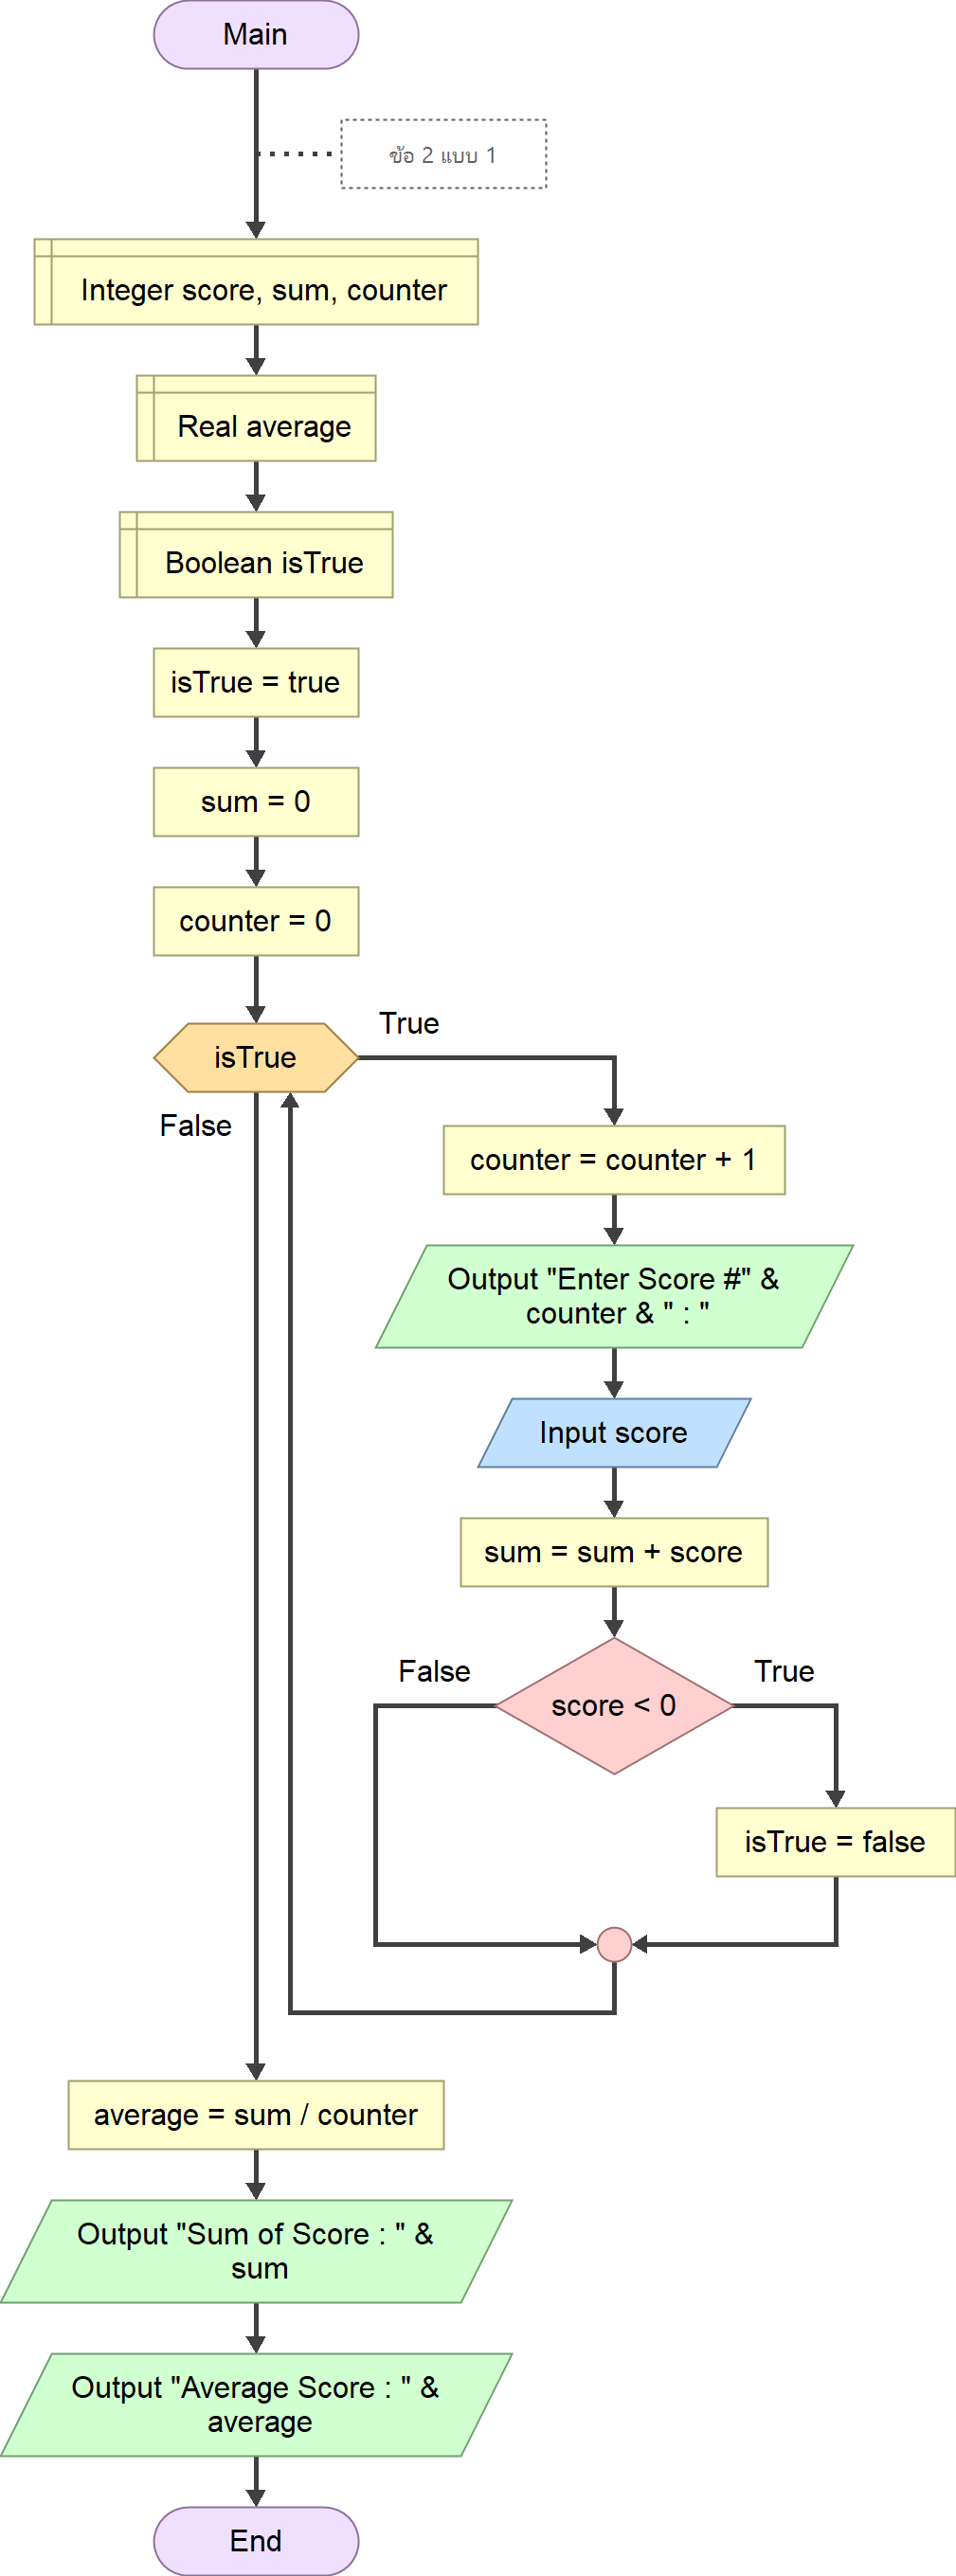 Main
ข้อ 2 แบบ 1
Integer score, sum, counter
Real average
Boolean isTrue
isTrue = true
sum = 0
counter = 0
isTrue
True
False
counter = counter + 1
Output "Enter Score #" &
counter & " : "
Input score
sum = sum + score
False
True
score < 0
isTrue = false
average = sum / counter
Output "Sum of Score : " &
sum
Output "Average Score : " &
average
End